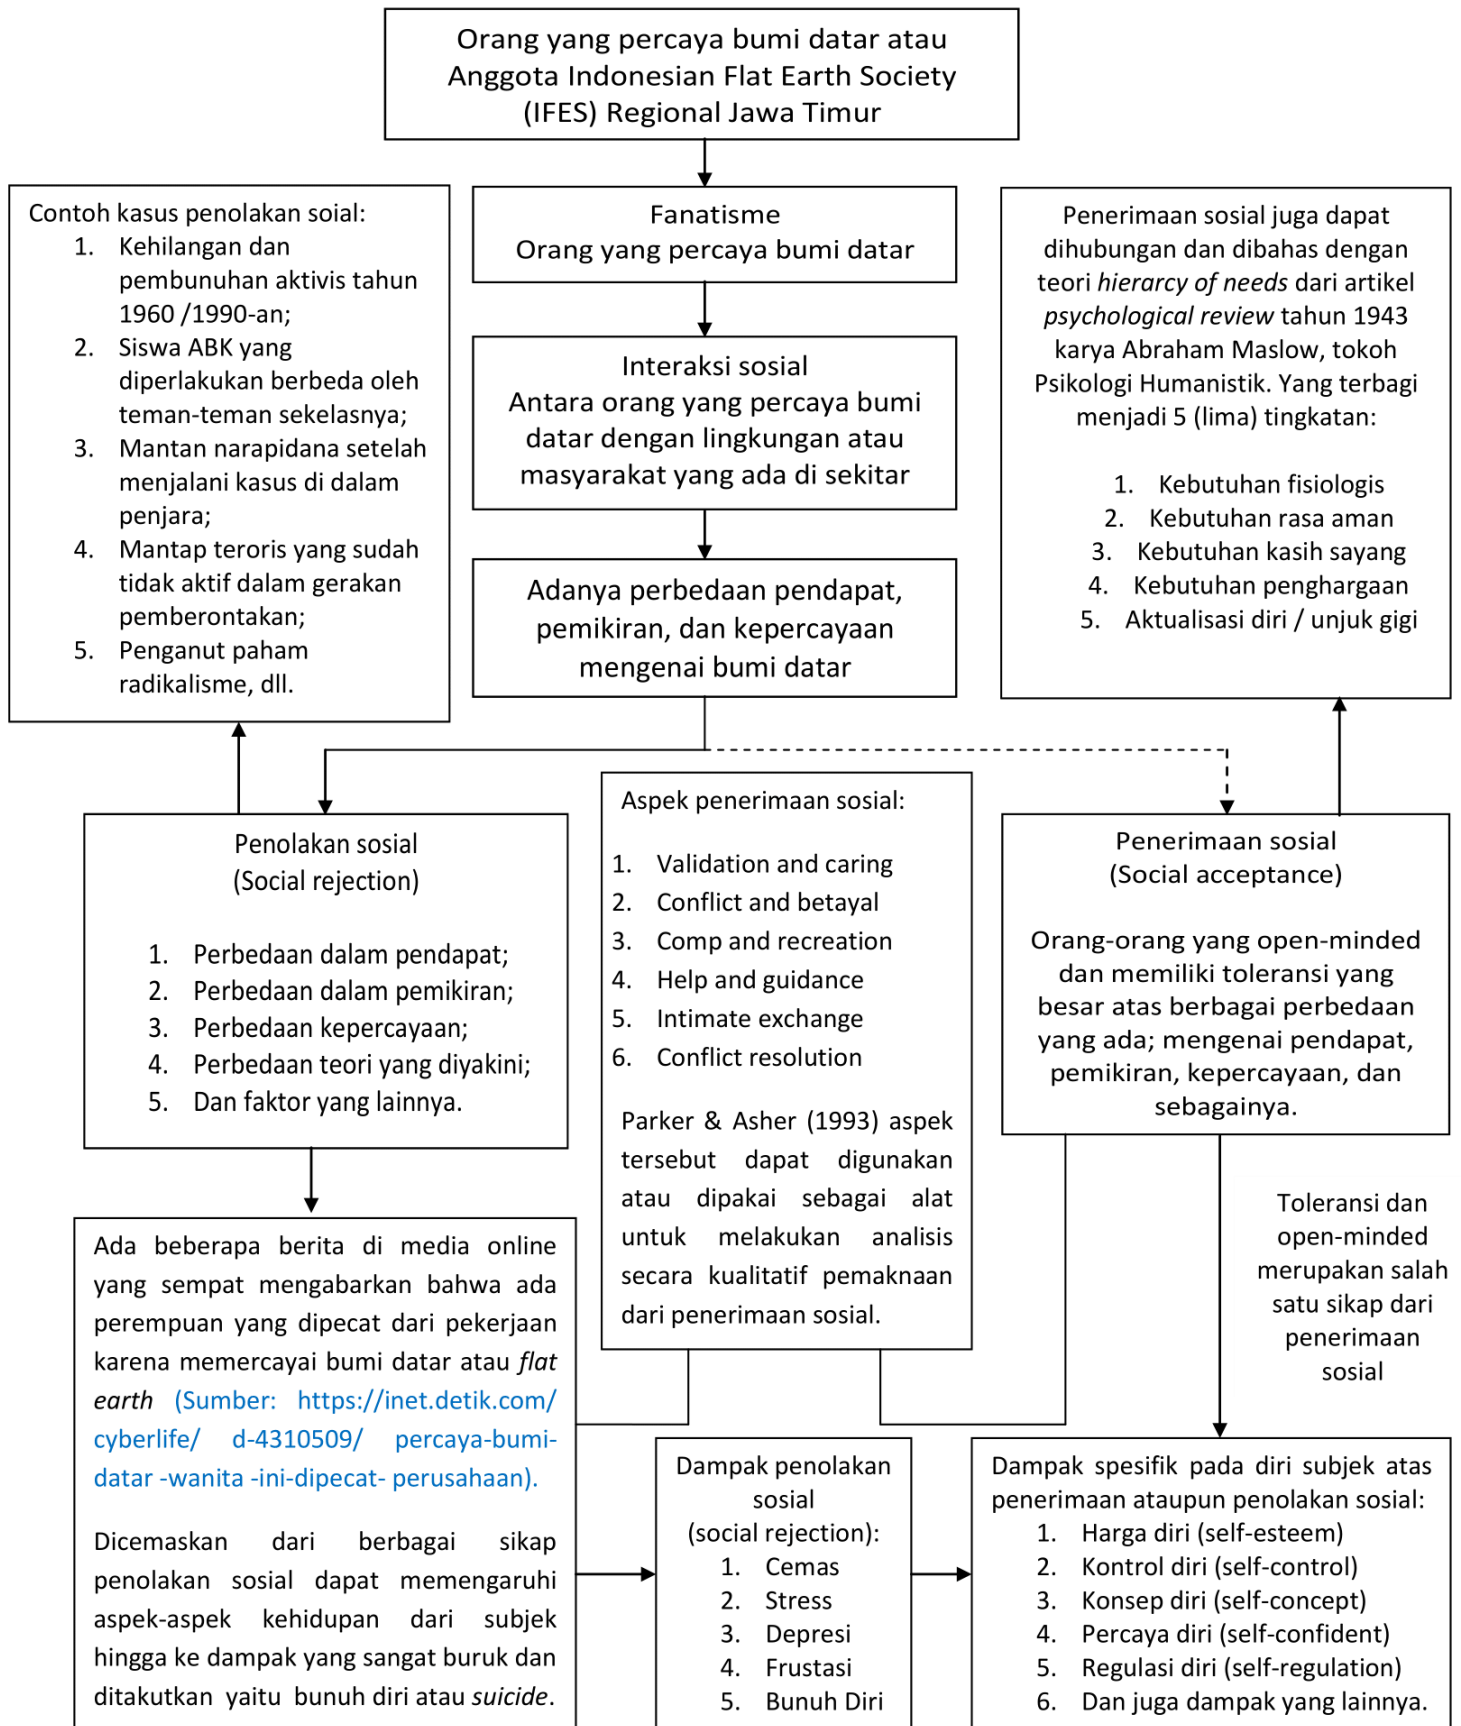 Orang yang percaya bumi datar atau
Anggota Indonesian Flat Earth Society
(IFES) Regional Jawa Timur
Fanatisme
Orang yang percaya bumi datar
Interaksi sosial
Antara orang yang percaya bumi
datar dengan lingkungan atau
masyarakat yang ada di sekitar
Adanya perbedaan pendapat,
pemikiran, dan kepercayaan
mengenai bumi datar
Contoh kasus penolakan soial:
1. Kehilangan dan
pembunuhan aktivis tahun
1960 /1990-an;
2. Siswa ABK yang
diperlakukan berbeda oleh
teman-teman sekelasnya;
3. Mantan narapidana setelah
menjalani kasus di dalam
penjara;
4. Mantap teroris yang sudah
tidak aktif dalam gerakan
pemberontakan;
5. Penganut paham
radikalisme, dll.
Penerimaan sosial juga dapat
dihubungan dan dibahas dengan
teori hierarcy of needs dari artikel
psychological review tahun 1943
karya Abraham Maslow, tokoh
Psikologi Humanistik. Yang terbagi
menjadi 5 (lima) tingkatan:
1. Kebutuhan fisiologis
2. Kebutuhan rasa aman
3. Kebutuhan kasih sayang
4. Kebutuhan penghargaan
5. Aktualisasi diri / unjuk gigi
Penolakan sosial
(Social rejection)
1. Perbedaan dalam pendapat;
2. Perbedaan dalam pemikiran;
3. Perbedaan kepercayaan;
4. Perbedaan teori yang diyakini;
5. Dan faktor yang lainnya.
Aspek penerimaan sosial:
1. Validation and caring
2. Conflict and betayal
3. Comp and recreation
4. Help and guidance
5. Intimate exchange
6. Conflict resolution
Parker & Asher (1993) aspek
tersebut dapat digunakan
atau dipakai sebagai alat
untuk melakukan analisis
secara kualitatif pemaknaan
dari penerimaan sosial.
Penerimaan sosial
(Social acceptance)
Orang-orang yang open-minded
dan memiliki toleransi yang
besar atas berbagai perbedaan
yang ada; mengenai pendapat,
pemikiran, kepercayaan, dan
sebagainya.
Toleransi dan
open-minded
merupakan salah
satu sikap dari
penerimaan
sosial
Ada beberapa berita di media online
yang sempat mengabarkan bahwa ada
perempuan yang dipecat dari pekerjaan
karena memercayai bumi datar atau flat
earth (Sumber: https://inet.detik.com/
cyberlife/ d-4310509/ percaya-bumi-
datar -wanita -ini-dipecat- perusahaan).
Dicemaskan dari berbagai sikap
penolakan sosial dapat memengaruhi
aspek-aspek kehidupan dari subjek
hingga ke dampak yang sangat buruk dan
ditakutkan yaitu bunuh diri atau suicide.
Dampak penolakan
sosial
(social rejection):
1. Cemas
2. Stress
3. Depresi
4. Frustasi
5. Bunuh Diri
Dampak spesifik pada diri subjek atas
penerimaan ataupun penolakan sosial:
1. Harga diri (self-esteem)
2. Kontrol diri (self-control)
3. Konsep diri (self-concept)
4. Percaya diri (self-confident)
5. Regulasi diri (self-regulation)
6. Dan juga dampak yang lainnya.